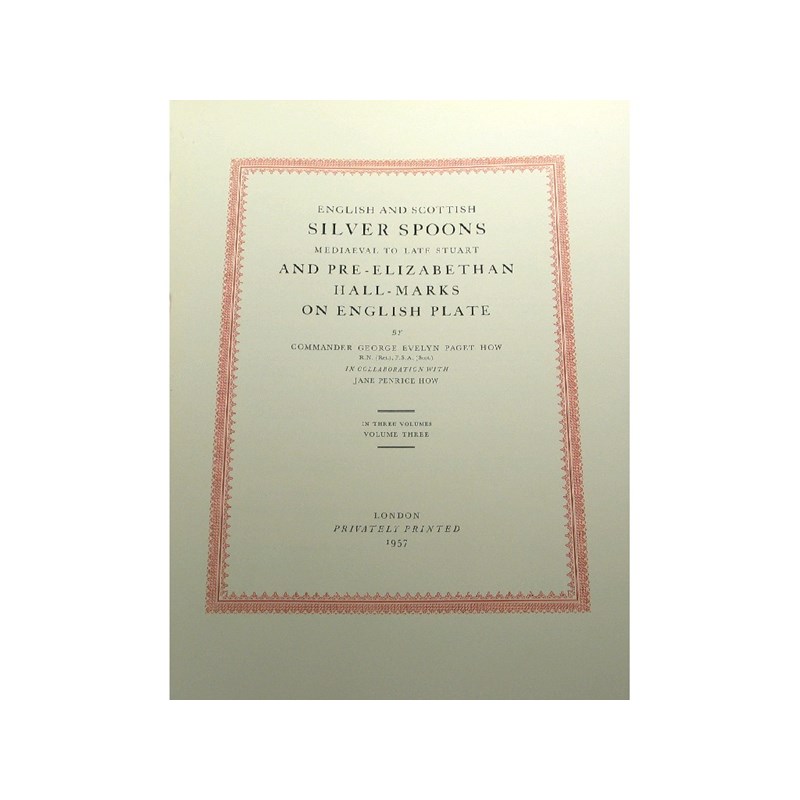 ENGLISH AND SCOTTISH
SILVER SPOONS
MEDIAEVAL TO LATE STUART
AND PRE-ELIZABETHAN
HALL-MARKS
ON ENGLISH PLATE
BY
COMMANDER GEORGE EVELYN PAGET HOW
R.N. (Retd.), F.S.A. (Scot.)
IN COLLABORATION WITH
JANE PENRICE HOW
IN THREE VOLUMES
VOLUME THREE
LONDON
PRIVATELY PRINTED
1957